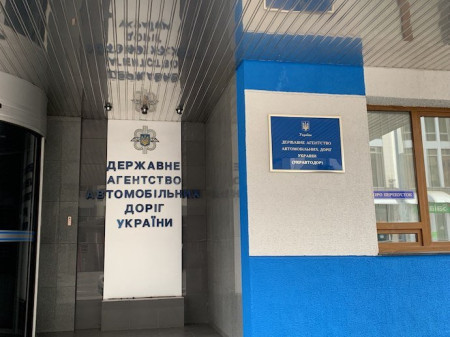 ДЕРЖАВНЕ
АГЕНТСТВО
АВТОМОБІЛЬНИХ
ДОРІГ
УКРАЇНИ
Україна
ДЕРЖАВНЕ АГЕНТСТВО
АВТОМОБІЛЬНИХ ДОРІГ
УКРАЇНИ
(УКРАВТОДОР)